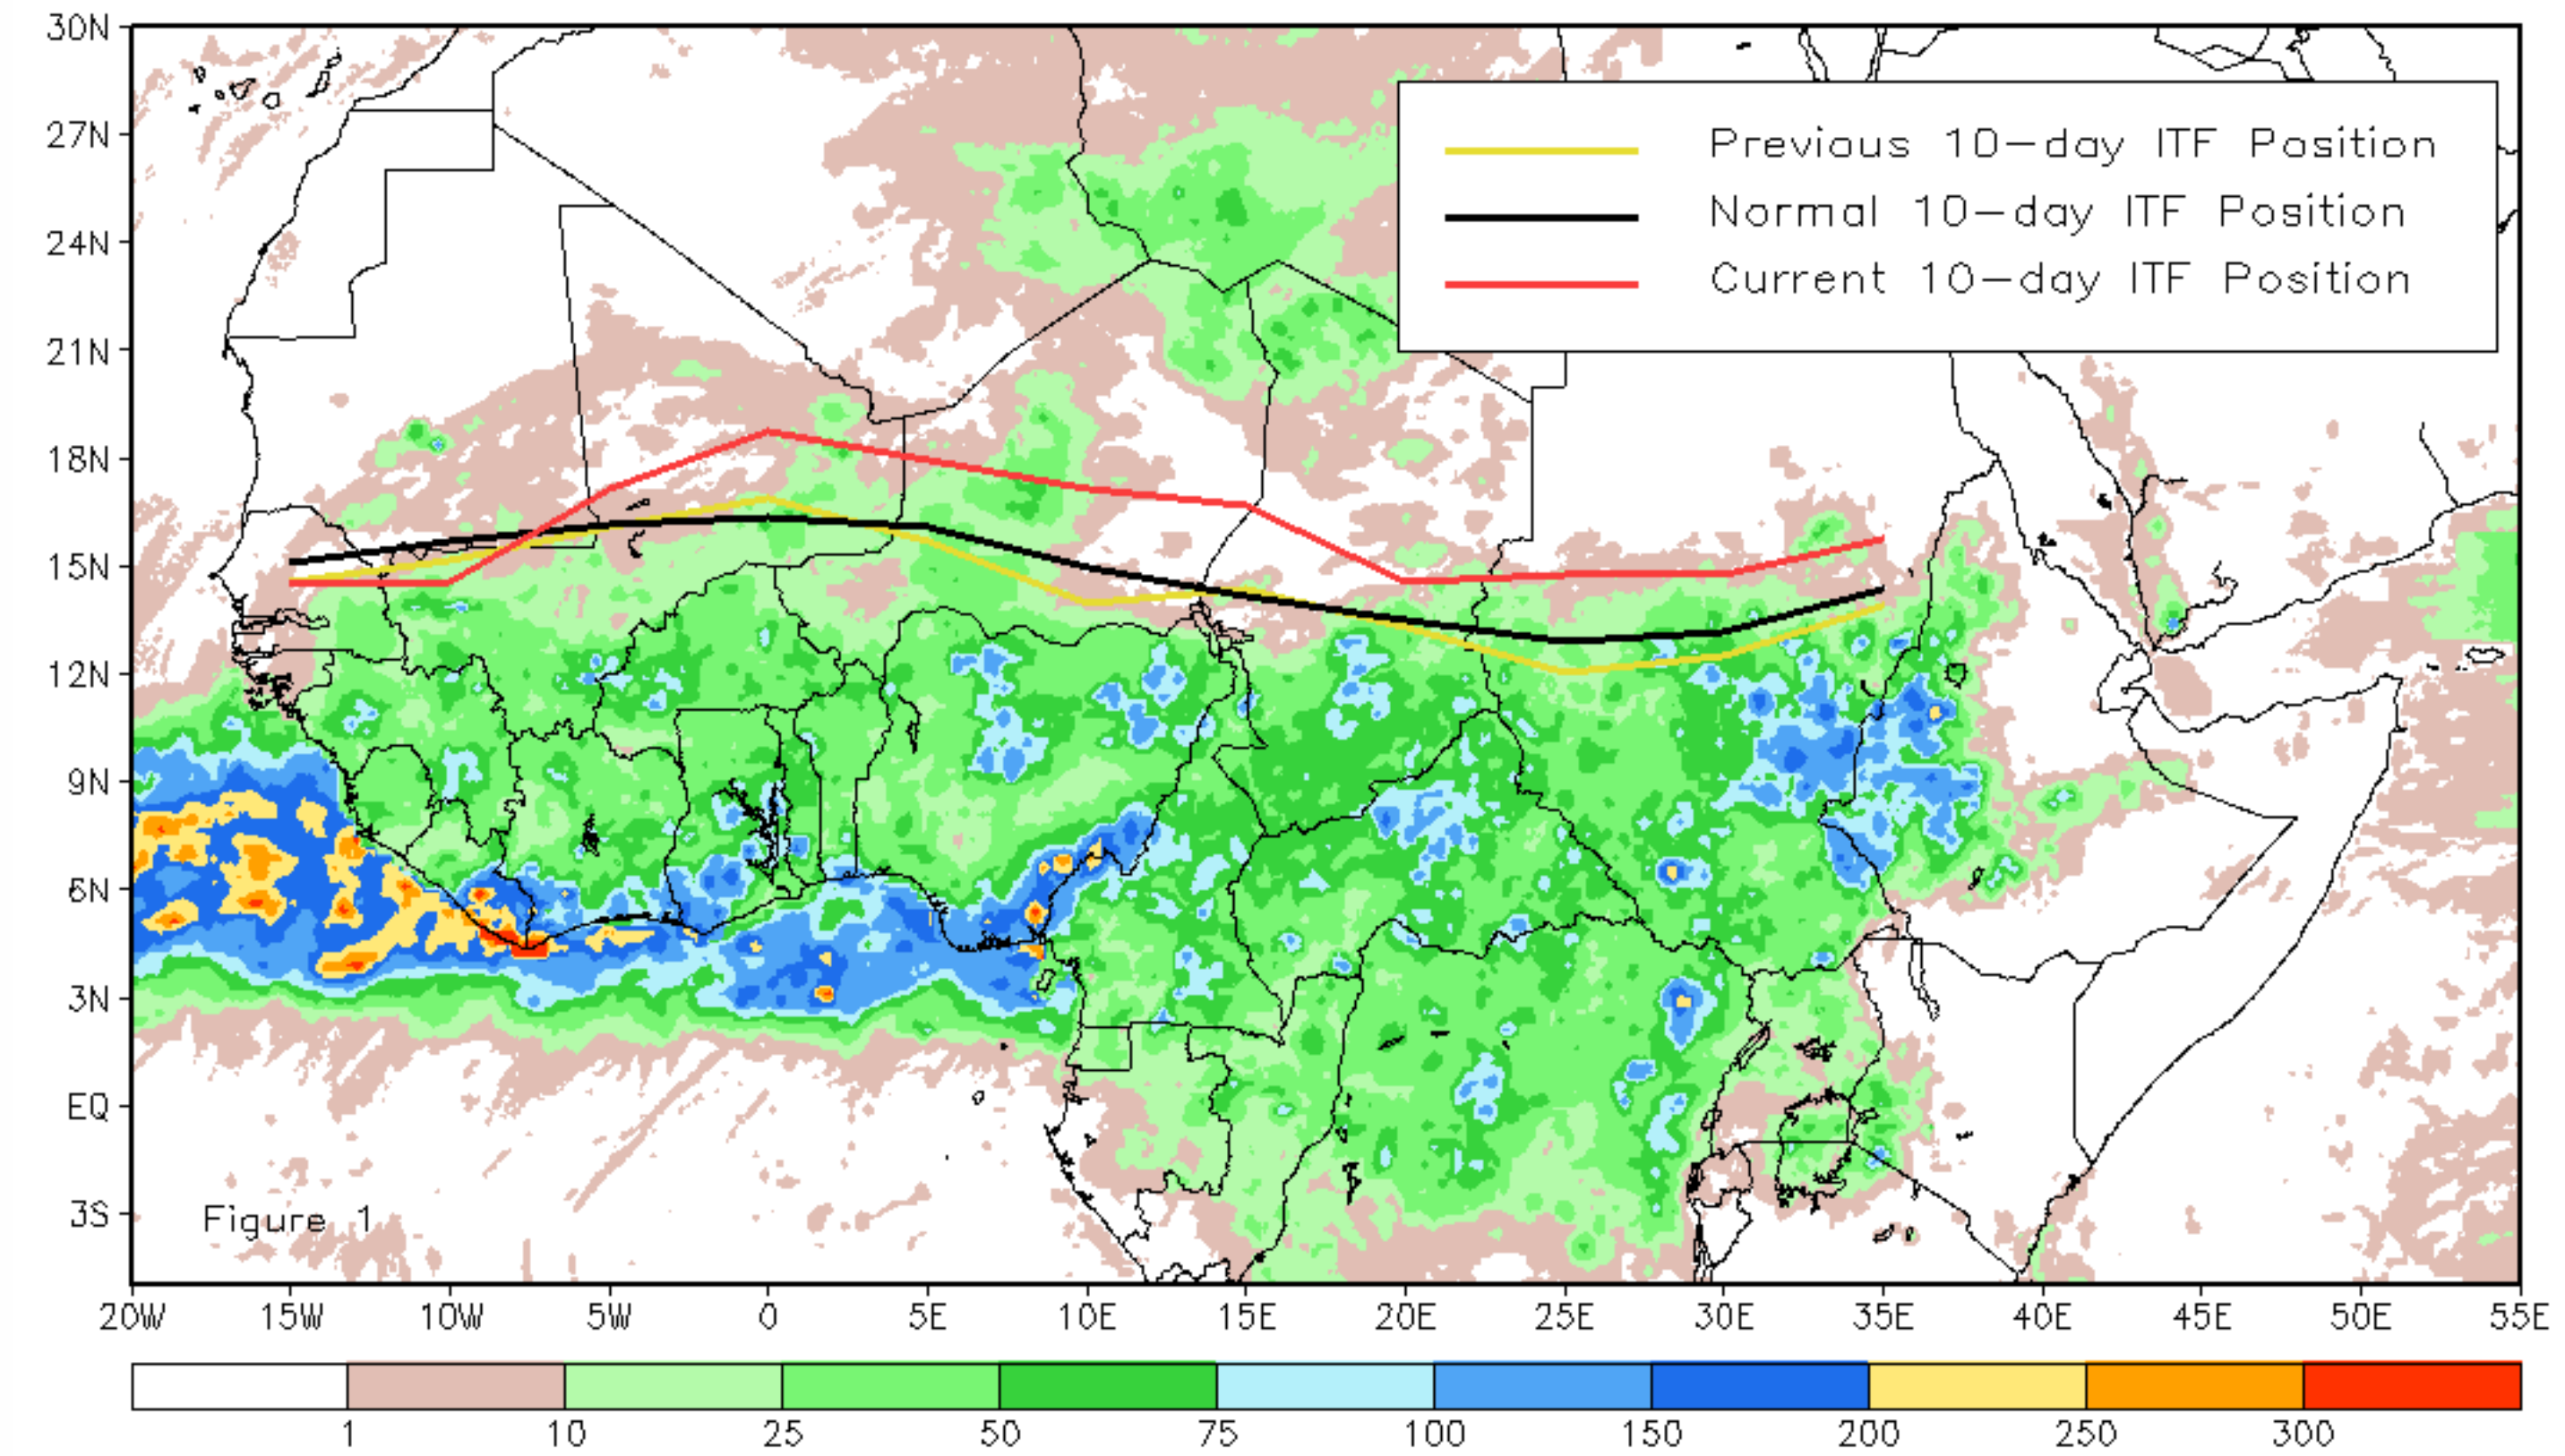 30N
27N
24N
21N
18N
15N
12N
9N
6N
3N
EQ
3S
Previous 10-day ITF Position
Normal 10-day ITF Position
Current 10-day ITF Position
Figure 1
20W 15W 10W 5W 0 5E 10E 15E 20E 25E 30E 35E 40E 45E 50E 55E
1 10 25 50 75 100 150 200 250 300